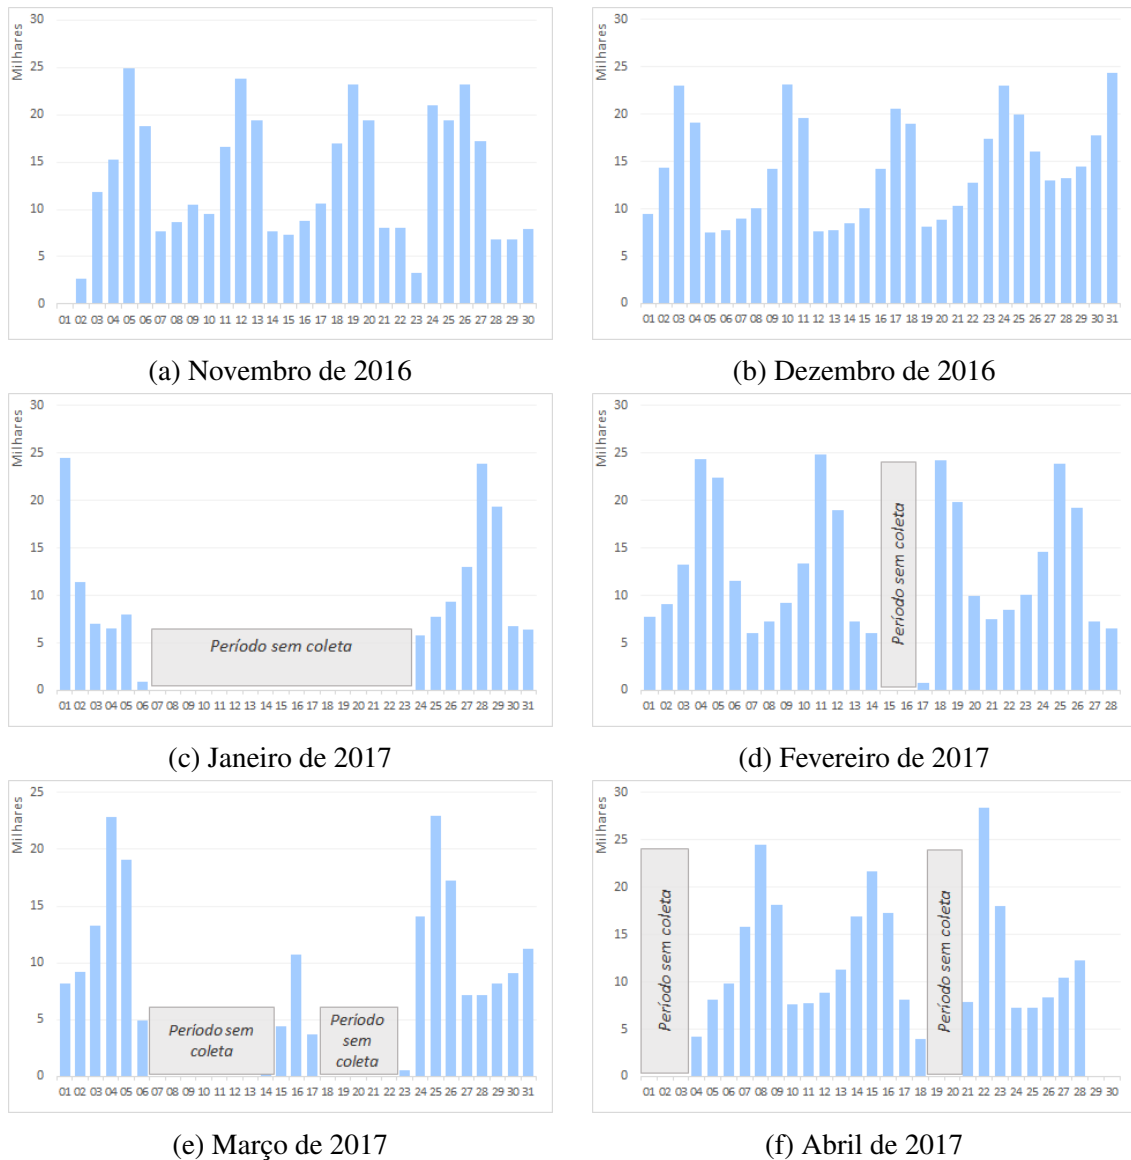 Milhares
30
25
20
15
10
5
0
01 02 03 04 05 06 07 08 09 10 11 12 13 14 15 16 17 18 19 20 21 22 23 24 25 26 27 28 29 30
(a) Novembro de 2016
Milhares
30
25
20
15
10
5
0
01 02 03 04 05 06 07 08 09 10 11 12 13 14 15 16 17 18 19 20 21 22 23 24 25 26 27 28 29 30 31
(b) Dezembro de 2016
Milhares
30
25
20
15
10
5
0
Período sem coleta
01 02 03 04 05 06 07 08 09 10 11 12 13 14 15 16 17 18 19 20 21 22 23 24 25 26 27 28 29 30 31
(c) Janeiro de 2017
Milhares
30
25
20
15
10
5
0
Período sem coleta
01 02 03 04 05 06 07 08 09 10 11 12 13 14 15 16 17 18 19 20 21 22 23 24 25 26 27 28
(d) Fevereiro de 2017
Milhares
25
20
15
10
5
0
Período sem
coleta
Periodo
sem
coleta
01 02 03 04 05 06 07 08 09 10 11 12 13 14 15 16 17 18 19 20 21 22 23 24 25 26 27 28 29 30 31
(e) Março de 2017
Milhares
30
25
20
15
10
5
0
Período sem coleta
Período sem coleta
01 02 03 04 05 06 07 08 09 10 11 12 13 14 15 16 17 18 19 20 21 22 23 24 25 26 27 28 29 30
(f) Abril de 2017